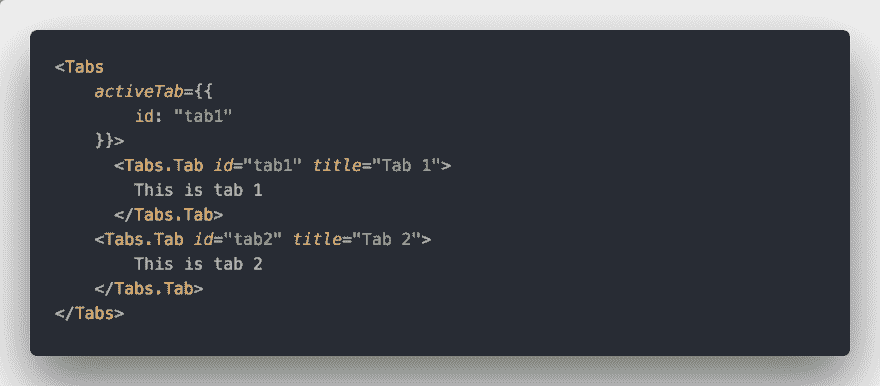 <Tabs
    activeTab={{
        id: "tab1"
    }}>
      <Tabs.Tab id="tab1" title="Tab 1">
        This is tab 1
      </Tabs.Tab>
    <Tabs.Tab id="tab2" title="Tab 2">
        This is tab 2
    </Tabs.Tab>
</Tabs>